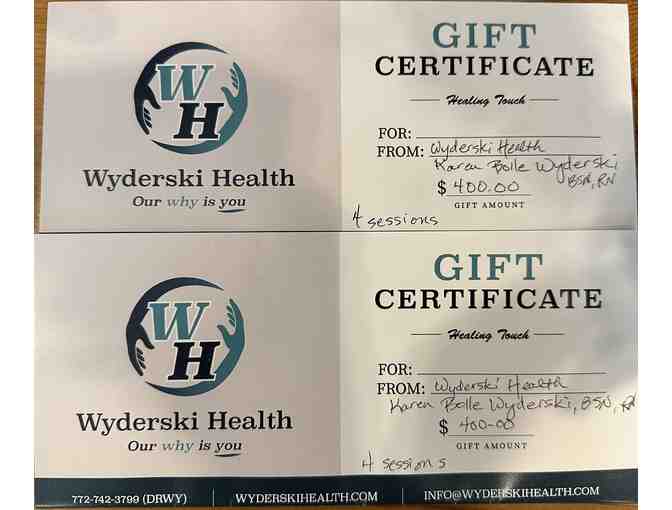 WH
Wyderski Health
Our why is you
GIFT
CERTIFICATE
Healing Touch
FOR:
FROM: Wyderski Health
Karen Bolle Wyderski
BSN, RN
$ 400.00
GIFT AMOUNT
4 sessions
WH
Wyderski Health
Our why is you
GIFT
CERTIFICATE
Healing Touch
FOR:
FROM: Wyderski Health
Karen Bolle Wyderski, BSN, RN
$ 400-00
GIFT AMOUNT
4 sessions
772-742-3799 (DRWY) | WYDERSKIHEALTH.COM | INFO@WYDERSKIHEALTH.COM